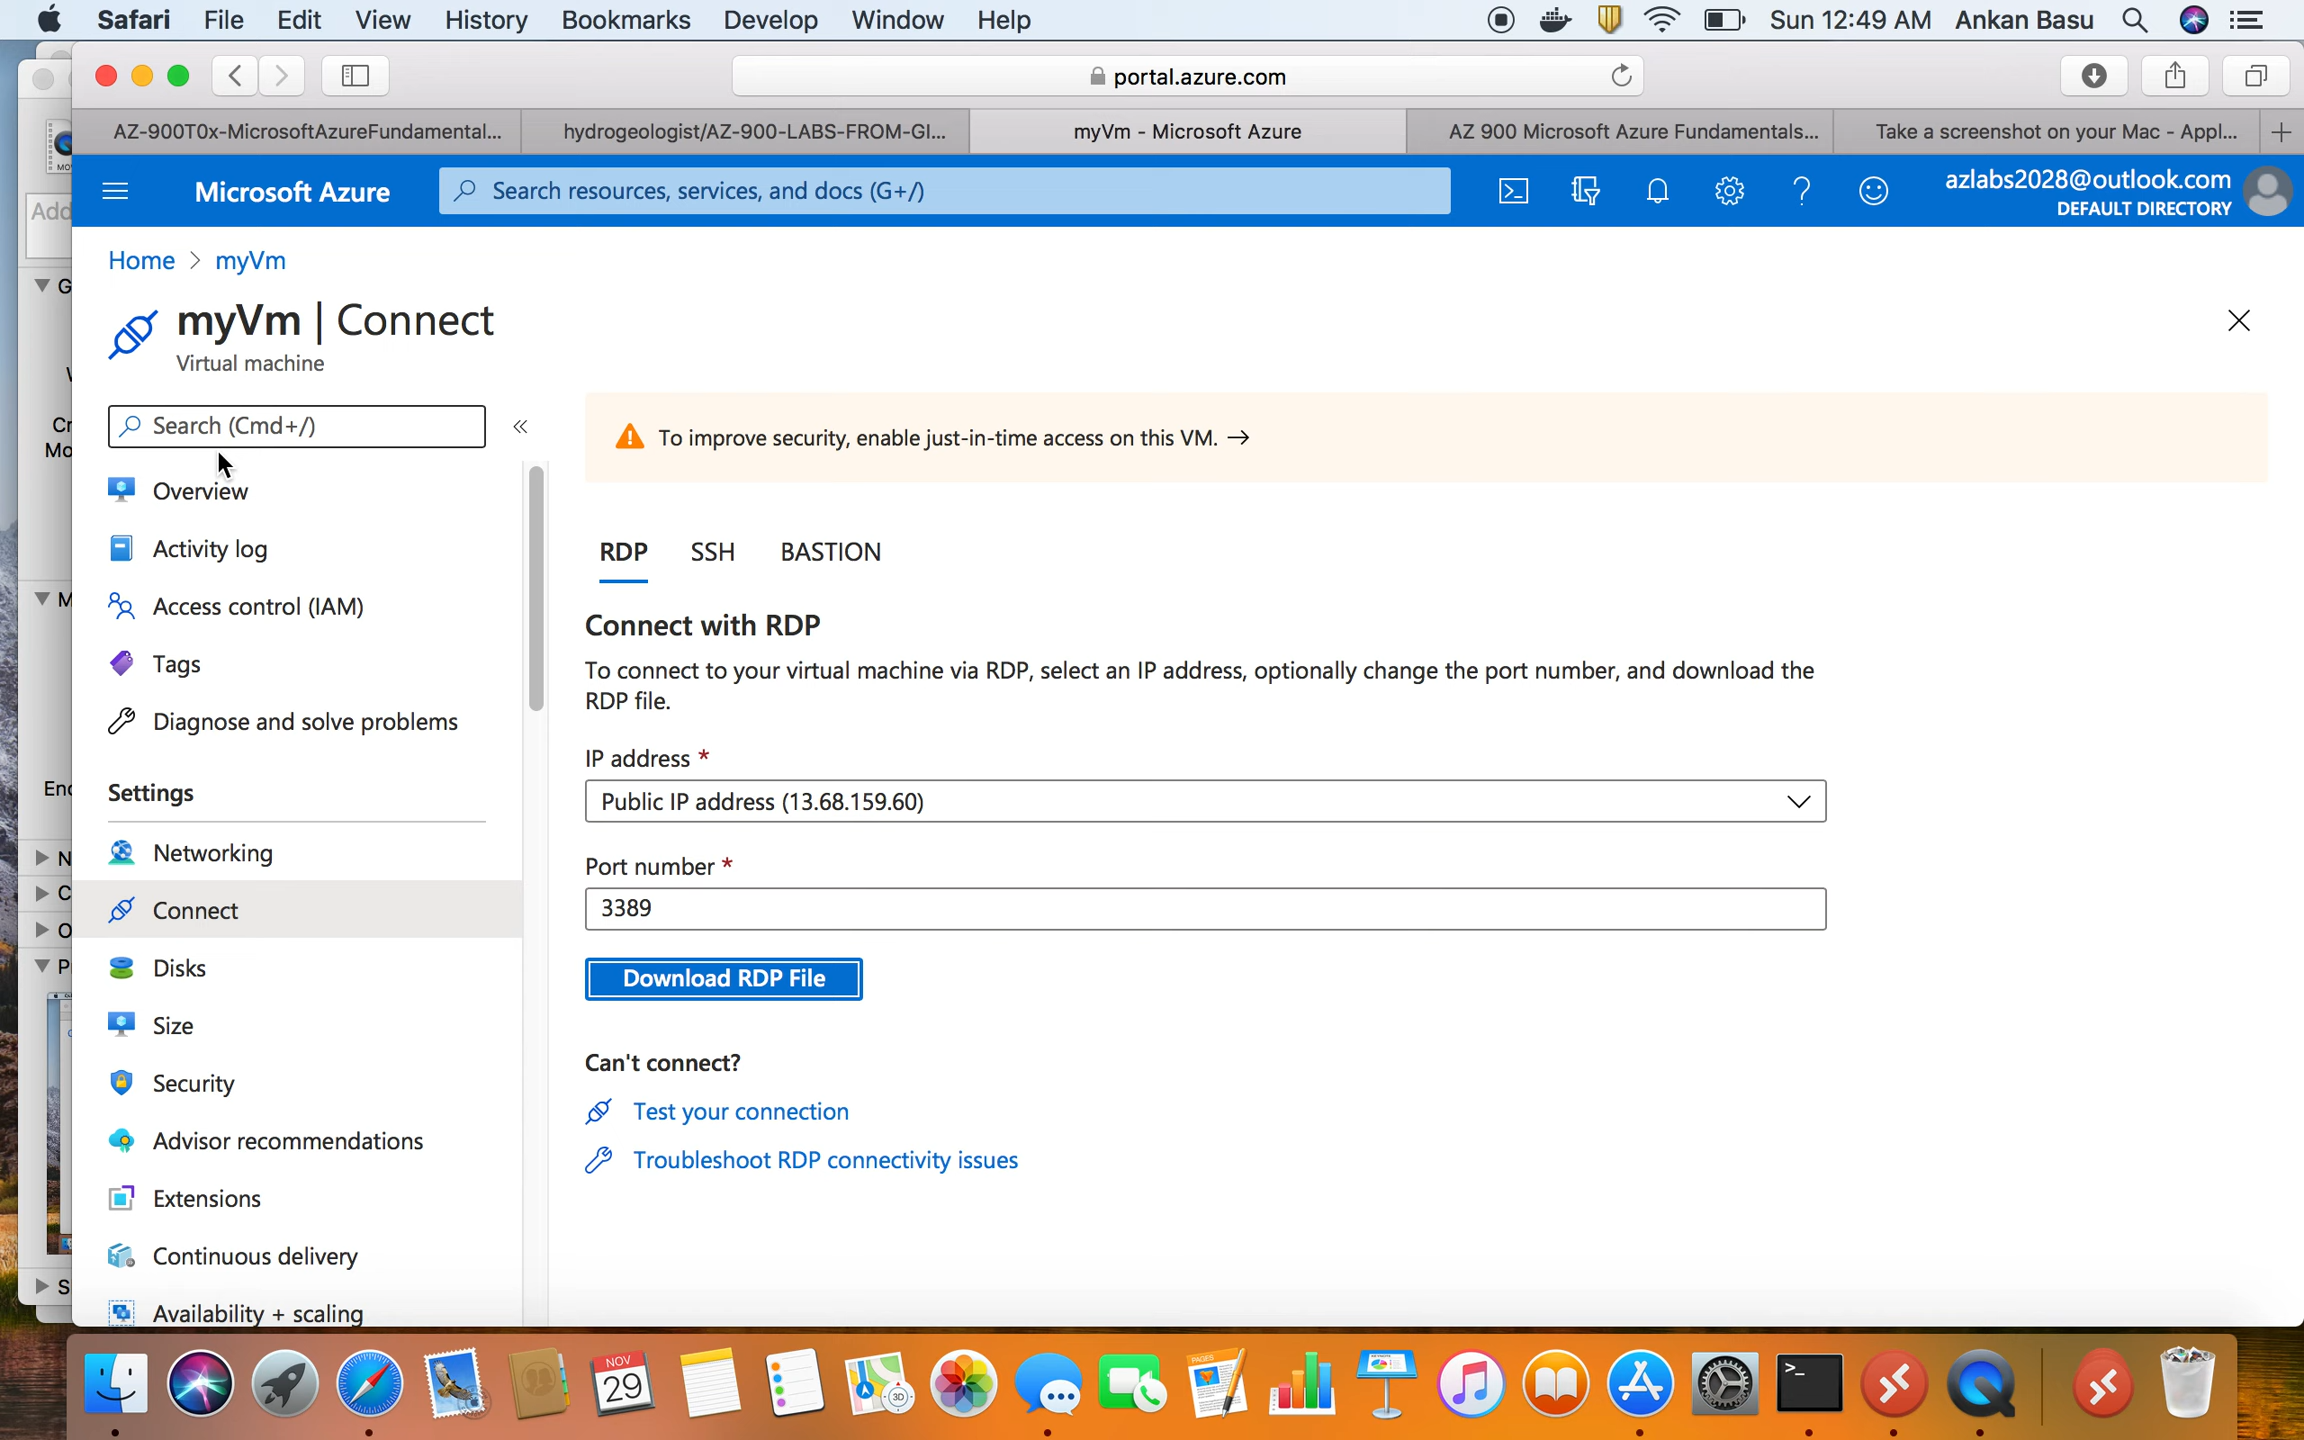 Safari File Edit View History Bookmarks Develop Window Help Sun 12:49 AM Ankan Basu
portal.azure.com
AZ-900T0x-MicrosoftAzureFundamental... hydrogeologist/AZ-900-LABS-FROM-GI... myVm - Microsoft Azure AZ 900 Microsoft Azure Fundamentals... Take a screenshot on your Mac - Appl...
Microsoft Azure Search resources, services, and docs (G+/) azlabs2028@outlook.com
DEFAULT DIRECTORY
Add
Home > myVm
myVm | Connect
Virtual machine
Search (Cmd+/)
To improve security, enable just-in-time access on this VM. →
Overview
Activity log
Access control (IAM)
Tags
Diagnose and solve problems
Settings
Networking
Connect
Disks
Size
Security
Advisor recommendations
Extensions
Continuous delivery
Availability + scaling
RDP SSH BASTION
Connect with RDP
To connect to your virtual machine via RDP, select an IP address, optionally change the port number, and download the
RDP file.
IP address *
Public IP address (13.68.159.60)
Port number *
3389
Download RDP File
Can't connect?
Test your connection
Troubleshoot RDP connectivity issues
NOV
29
3D
PAGES